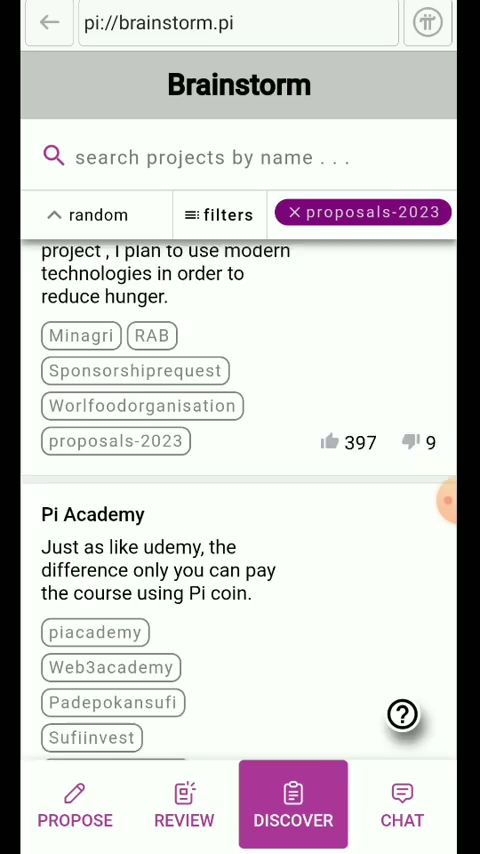 pi://brainstorm.pi
Brainstorm
search projects by name . . .
random
filters
proposals-2023
project , I plan to use modern
technologies in order to
reduce hunger.
Minagri RAB
Sponsorshiprequest
Worlfoodorganisation
proposals-2023 397 9
Pi Academy
Just as like udemy, the
difference only you can pay
the course using Pi coin.
piacademy
Web3academy
Padepokansufi
Sufiinvest
PROPOSE REVIEW DISCOVER CHAT